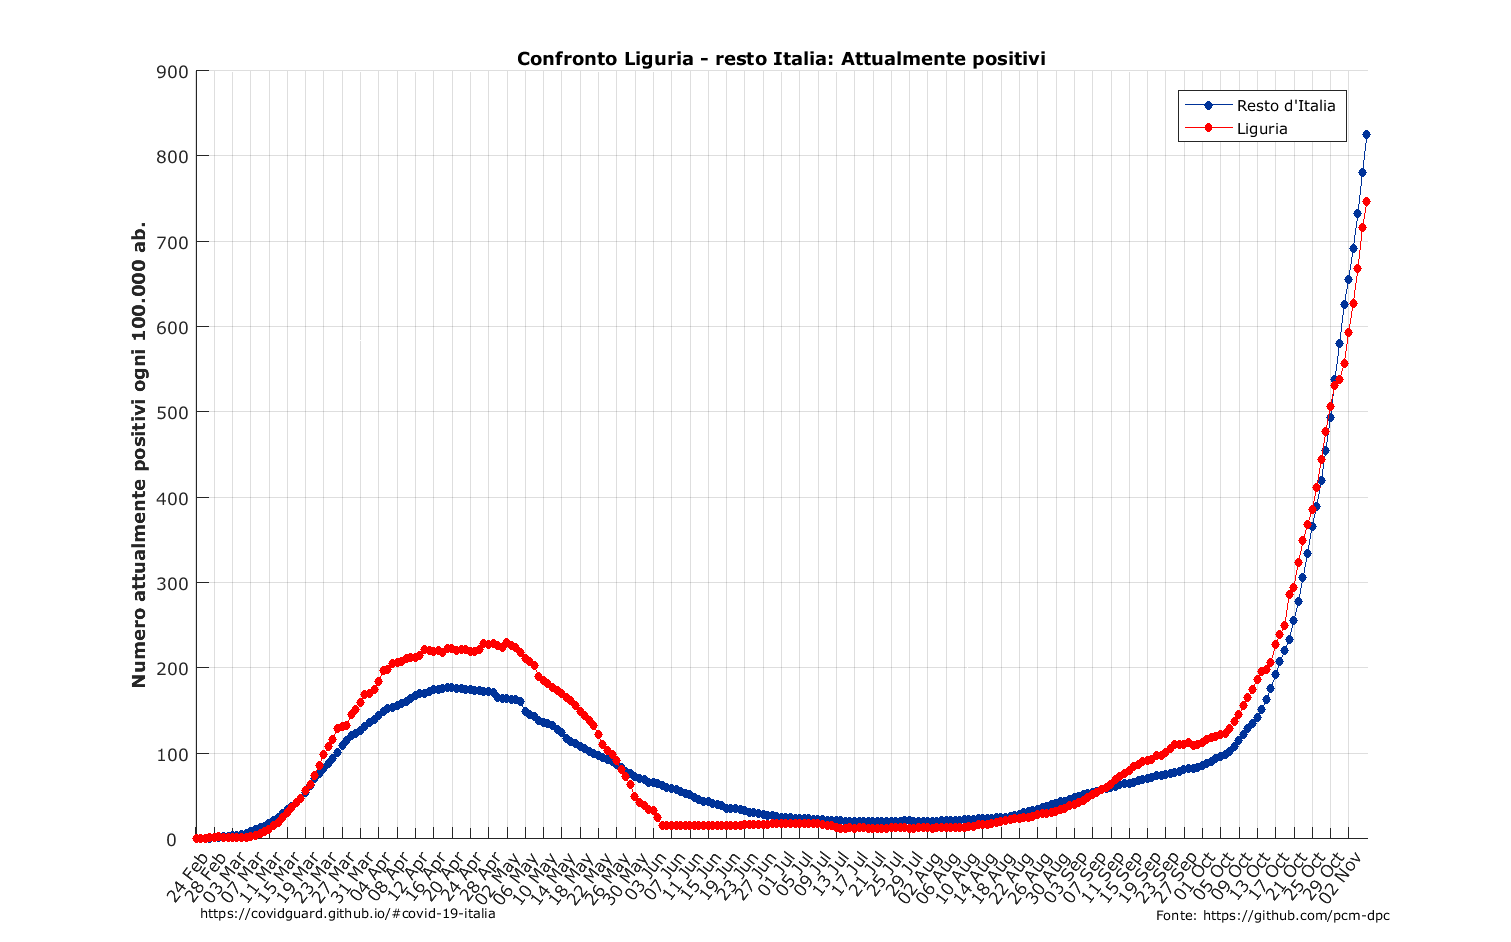 Confronto Liguria - resto Italia: Attualmente positivi
Numero attualmente positivi ogni 100.000 ab.
900
800
700
600
500
400
300
200
100
0
Resto d'Italia
Liguria
24 Feb
28 Feb
03 Mar
07 Mar
11 Mar
15 Mar
19 Mar
23 Mar
27 Mar
31 Mar
04 Apr
08 Apr
12 Apr
16 Apr
20 Apr
24 Apr
28 Apr
02 May
06 May
10 May
14 May
18 May
22 May
26 May
30 May
03 Jun
07 Jun
11 Jun
15 Jun
19 Jun
23 Jun
27 Jun
01 Jul
05 Jul
09 Jul
13 Jul
17 Jul
21 Jul
25 Jul
29 Jul
02 Aug
06 Aug
10 Aug
14 Aug
18 Aug
22 Aug
26 Aug
30 Aug
03 Sep
07 Sep
11 Sep
15 Sep
19 Sep
23 Sep
27 Sep
01 Oct
05 Oct
09 Oct
13 Oct
17 Oct
21 Oct
25 Oct
29 Oct
02 Nov
https://covidguard.github.io/#covid-19-italia
Fonte: https://github.com/pcm-dpc